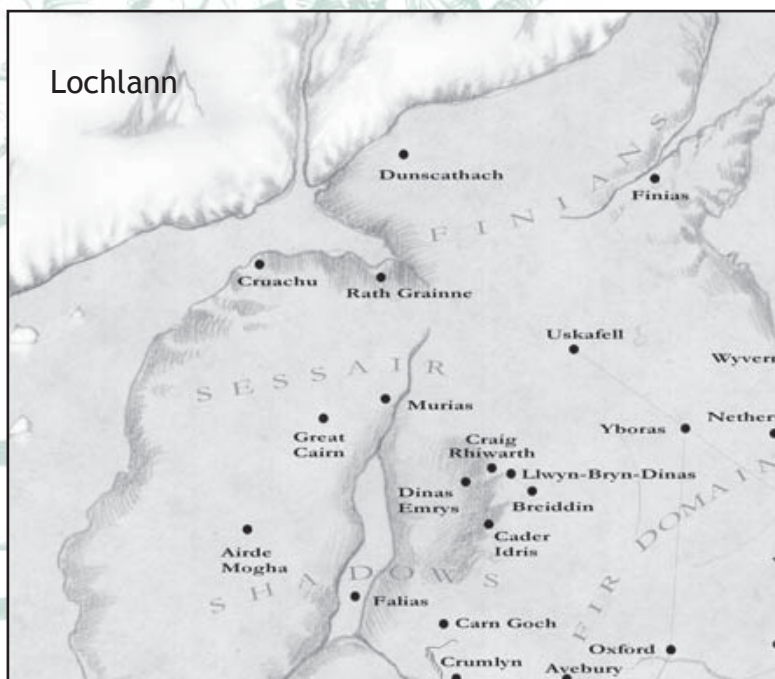 Lochlann
Dunscathach
FINIANS
Finias
Cruachu
Rath Grainne
Uskafell
Wyvern
SESSAIR
Murias
Great
Cairn
Yboras
Nether
Craig
Rhiwarth
Llwyn-Bryn-Dinas
Dinas
Emrys
Breiddin
Cader
Idris
FIR DOMAIN
Airde
Mogha
SHADOWS
Falias
Carn Goch
Oxford
Crumlyn
Avebury